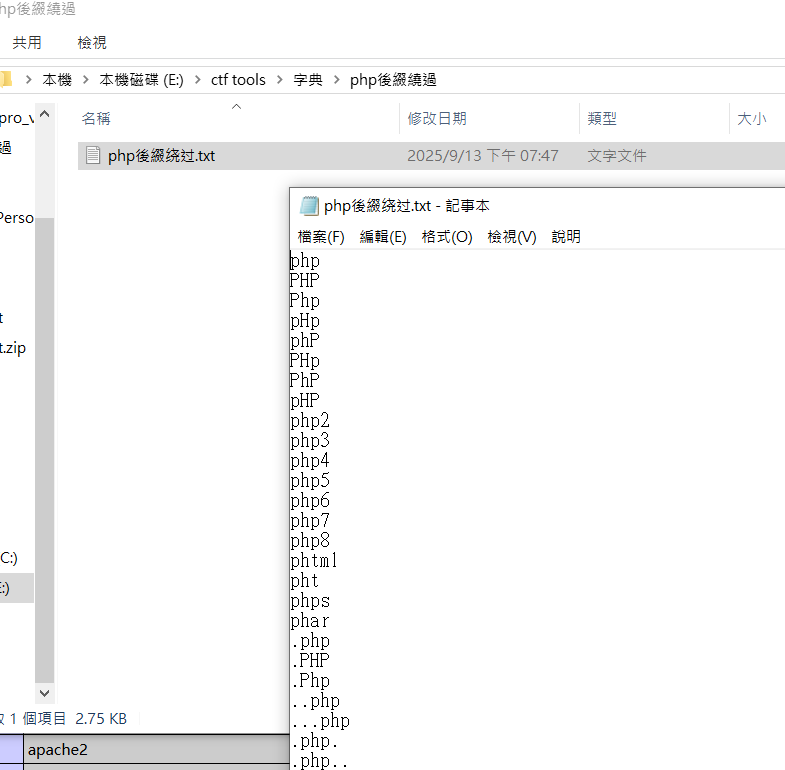 hp後綴繞過
共用 檢視
本機 本機磁碟 (E:) ctf tools 字典 php後綴繞過
名稱 修改日期 類型 大小
pro_v
過
php後綴绕过.txt 2025/9/13 下午 07:47 文字文件
Perso
t
t.zip
C:)
E:)
1 個項目 2.75 KB
apache2
php後綴绕过.txt - 記事本
檔案(F) 編輯(E) 格式(O) 檢視(V) 說明
php
PHP
Php
pHp
phP
PHp
PhP
pHP
php2
php3
php4
php5
php6
php7
php8
phtml
pht
phps
phar
.php
.PHP
.Php
..php
...php
.php.
.php..